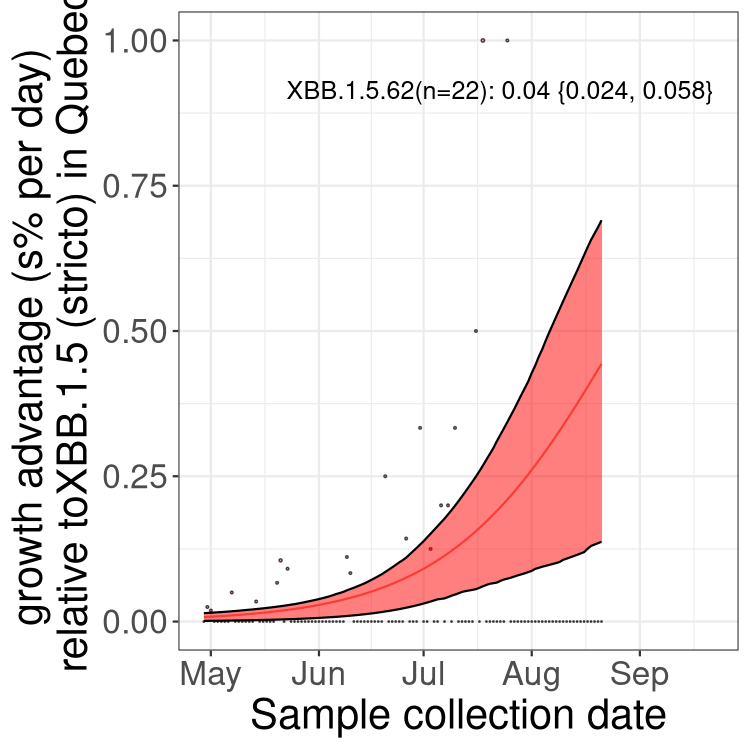 growth advantage (s% per day)
relative toXBB.1.5 (stricto) in Quebec
1.00
0.75
0.50
0.25
0.00
XBB.1.5.62(n=22): 0.04 {0.024, 0.058}
May Jun Jul Aug Sep
Sample collection date